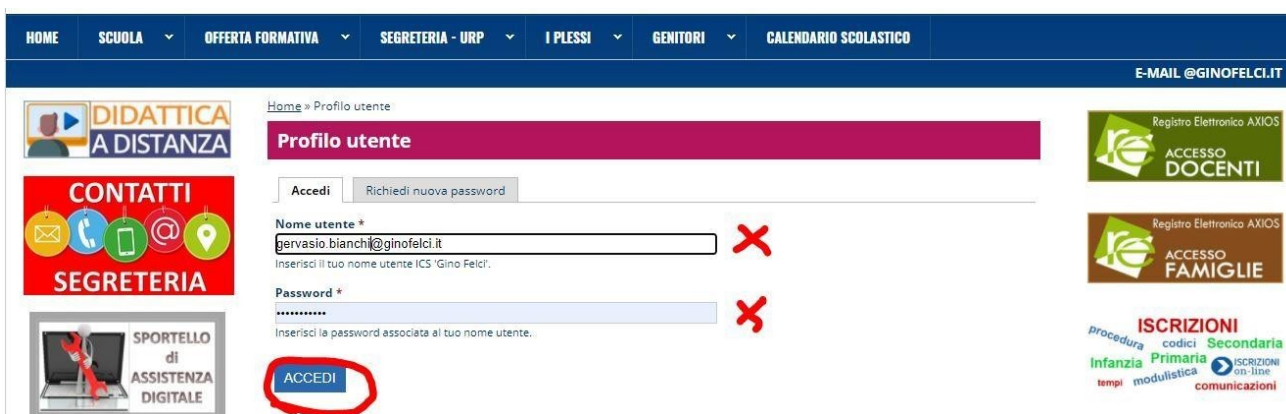 HOME SCUOLA OFFERTA FORMATIVA SEGRETERIA - URP I PLESSI GENITORI CALENDARIO SCOLASTICO
E-MAIL @GINOFELCI.IT
DIDATTICA
A DISTANZA
CONTATTI
@
SEGRETERIA
SPORTELLO
di
ASSISTENZA
DIGITALE
Home » Profilo utente
Profilo utente
Accedi Richiedi nuova password
Nome utente *
gervasio.bianchi@ginofelci.it
Inserisci il tuo nome utente ICS 'Gino Felci'.
Password *
•••••••••••
Inserisci la password associata al tuo nome utente.
ACCEDI
Registro Elettronico AXIOS
re
ACCESSO
DOCENTI
Registro Elettronico AXIOS
re
ACCESSO
FAMIGLIE
ISCRIZIONI
procedura codici Secondaria
Infanzia Primaria ISCRIZIONI
on-line
tempi modulistica comunicazioni